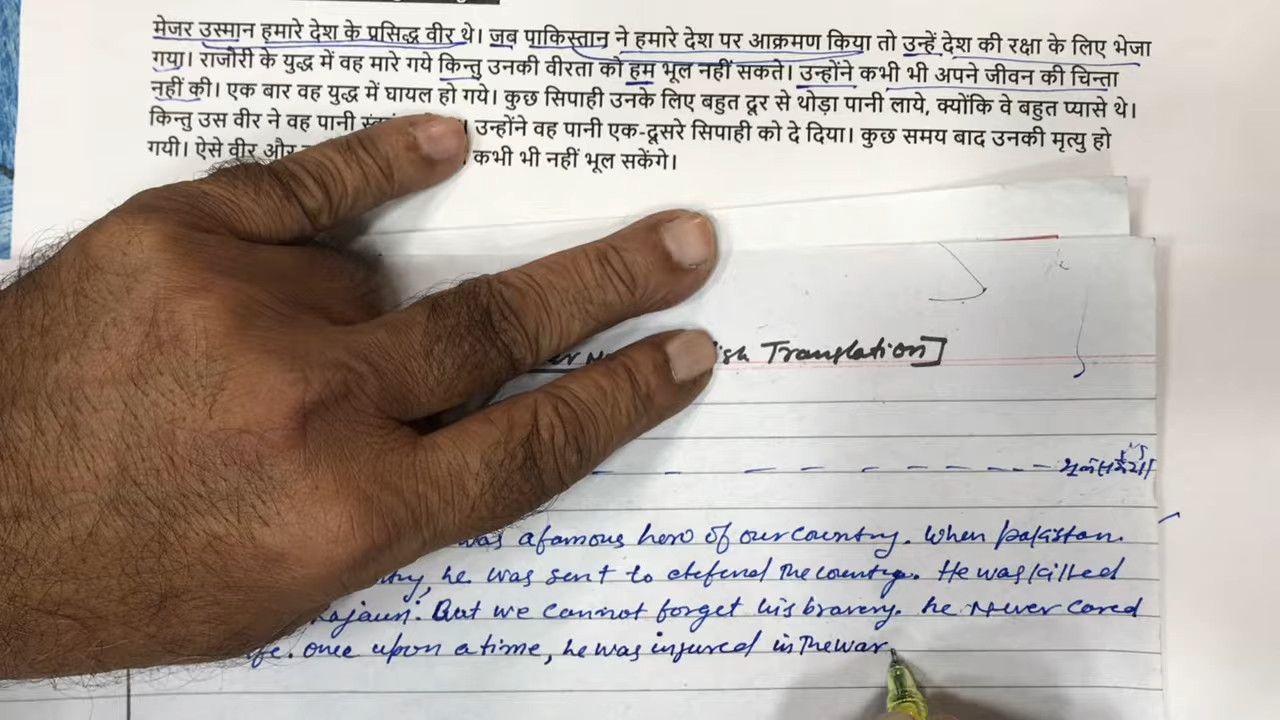 मेजर उस्मान हमारे देश के प्रसिद्ध वीर थे। जब पाकिस्तान ने हमारे देश पर आक्रमण किया तो उन्हें देश की रक्षा के लिए भेजा
गया। राजोरी के युद्ध में वह मारे गये किन्तु उनकी वीरता को हम भूल नहीं सकते। उन्होंने कभी भी अपने जीवन की चिन्ता
नहीं की। एक बार वह युद्ध में घायल हो गये। कुछ सिपाही उनके लिए बहुत दूर से थोड़ा पानी लाये, क्योंकि वे बहुत प्यासे थे।
किन्तु उस वीर ने वह पानी उन्होंने वह पानी एक-दूसरे सिपाही को दे दिया। कुछ समय बाद उनकी मृत्यु हो
गयी। ऐसे वीर और कभी भी नहीं भूल सकेंगे।
Translation]
was a famous hero of our country. When pakistan
he was sent to defend the country. He was killed
Rajauri. But we cannot forget his bravery. he never cared
once upon a time, he was injured in the war